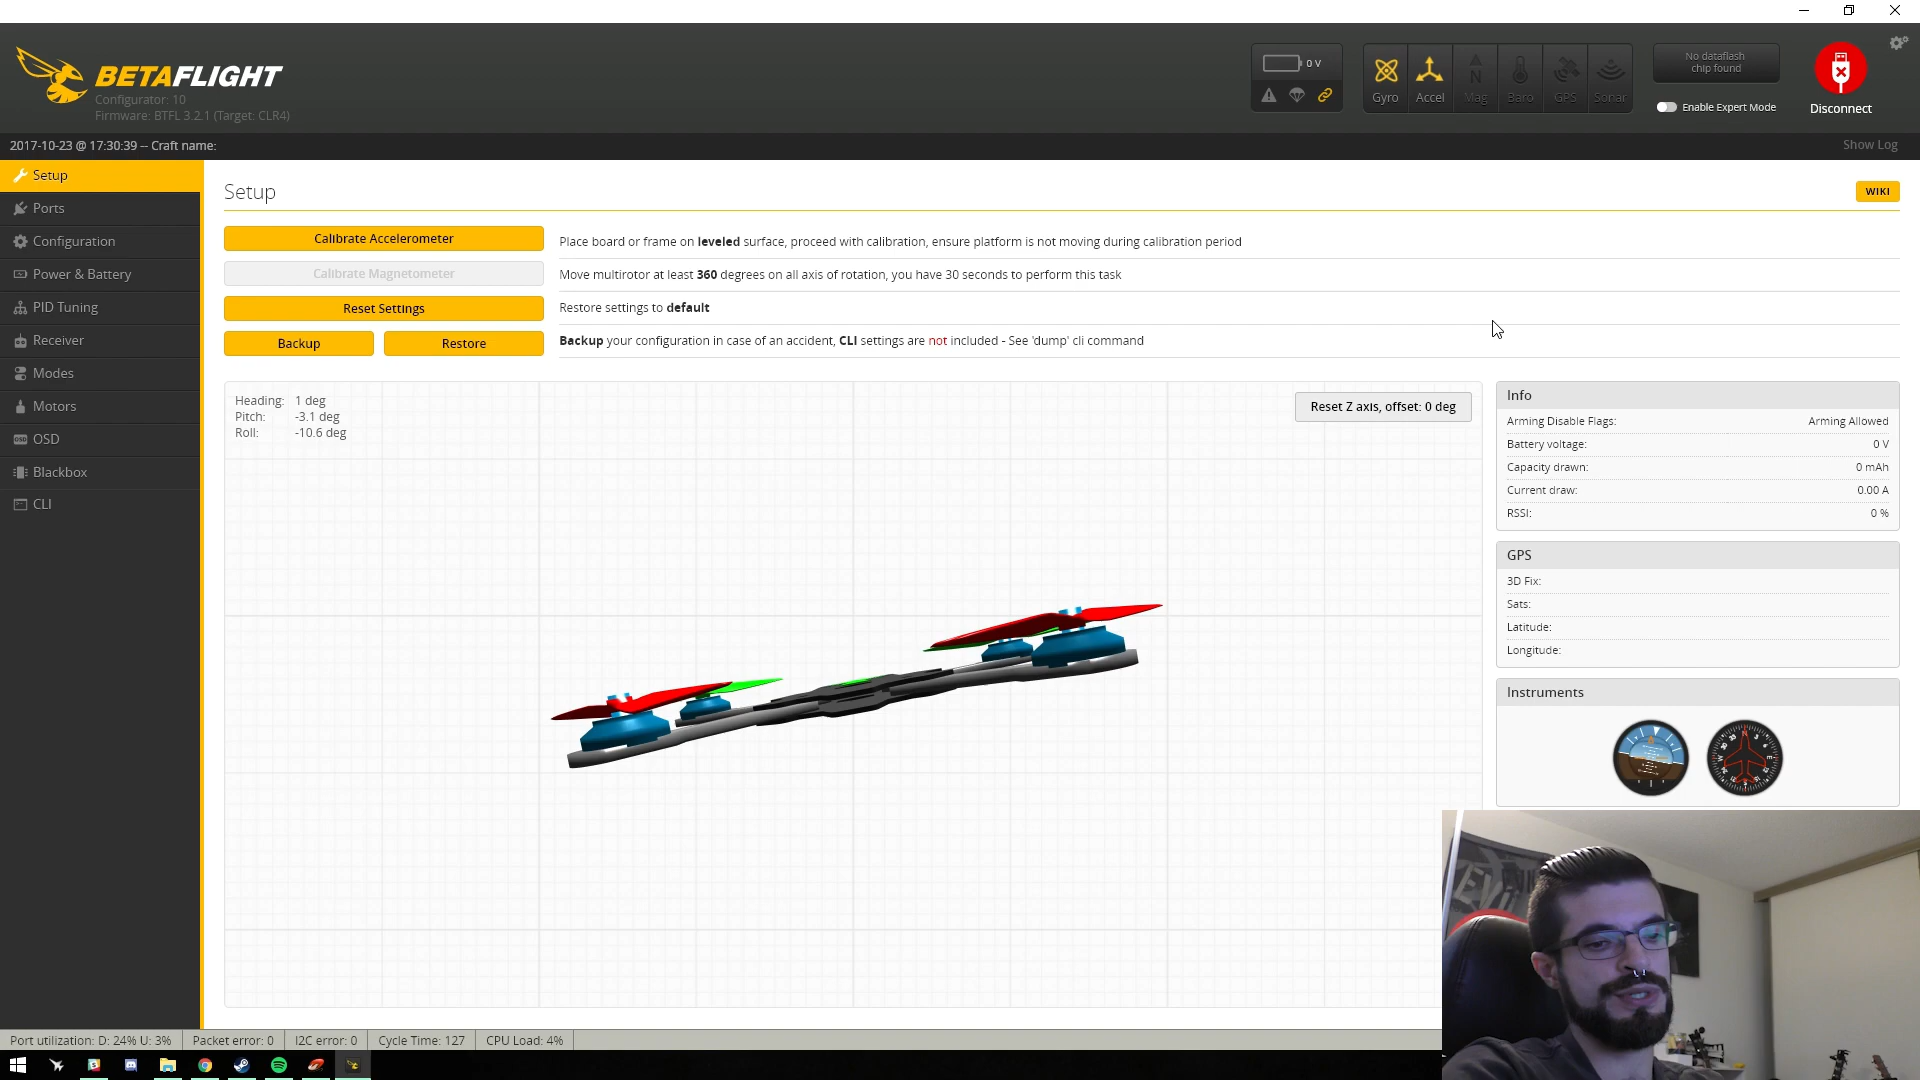 BETAFLIGHT
Configurator: 10
Firmware: BTFL 3.2.1 (Target: CLR4)
0 V
Gyro
Accel
Mag
Baro
GPS
Sonar
No dataflash
chip found
Enable Expert Mode
Disconnect
2017-10-23 @ 17:30:39 -- Craft name:
Show Log
Setup
Ports
Configuration
Power & Battery
PID Tuning
Receiver
Modes
Motors
OSD
Blackbox
CLI
Setup
WIKI
Calibrate Accelerometer
Place board or frame on leveled surface, proceed with calibration, ensure platform is not moving during calibration period
Calibrate Magnetometer
Move multirotor at least 360 degrees on all axis of rotation, you have 30 seconds to perform this task
Reset Settings
Restore settings to default
Backup
Restore
Backup your configuration in case of an accident, CLI settings are not included - See 'dump' cli command
Heading: 1 deg
Pitch: -3.1 deg
Roll: -10.6 deg
Reset Z axis, offset: 0 deg
Info
Arming Disable Flags: Arming Allowed
Battery voltage: 0 V
Capacity drawn: 0 mAh
Current draw: 0.00 A
RSSI: 0 %
GPS
3D Fix:
Sats:
Latitude:
Longitude:
Instruments
Port utilization: D: 24% U: 3%
Packet error: 0
I2C error: 0
Cycle Time: 127
CPU Load: 4%